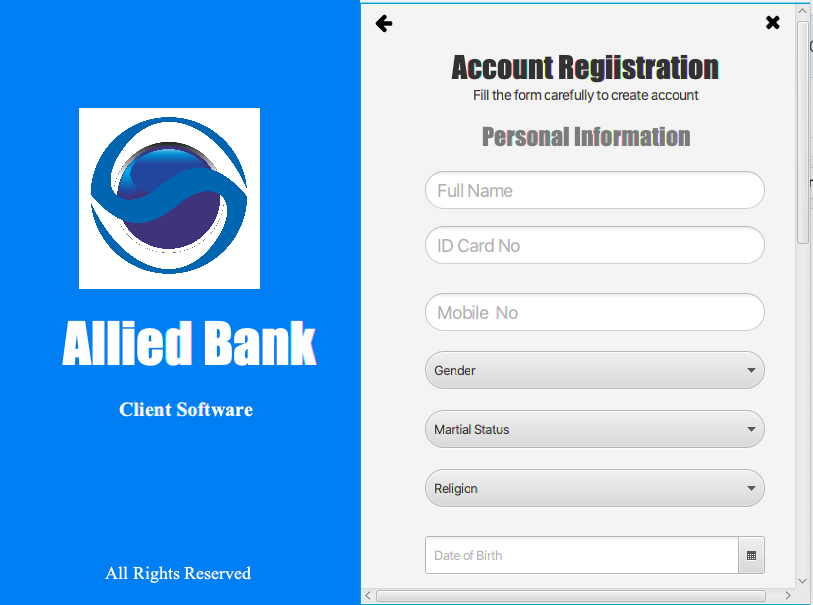 Allied Bank
Client Software
All Rights Reserved
Account Regiistration
Fill the form carefully to create account
Personal Information
Full Name
ID Card No
Mobile No
Gender
Martial Status
Religion
Date of Birth